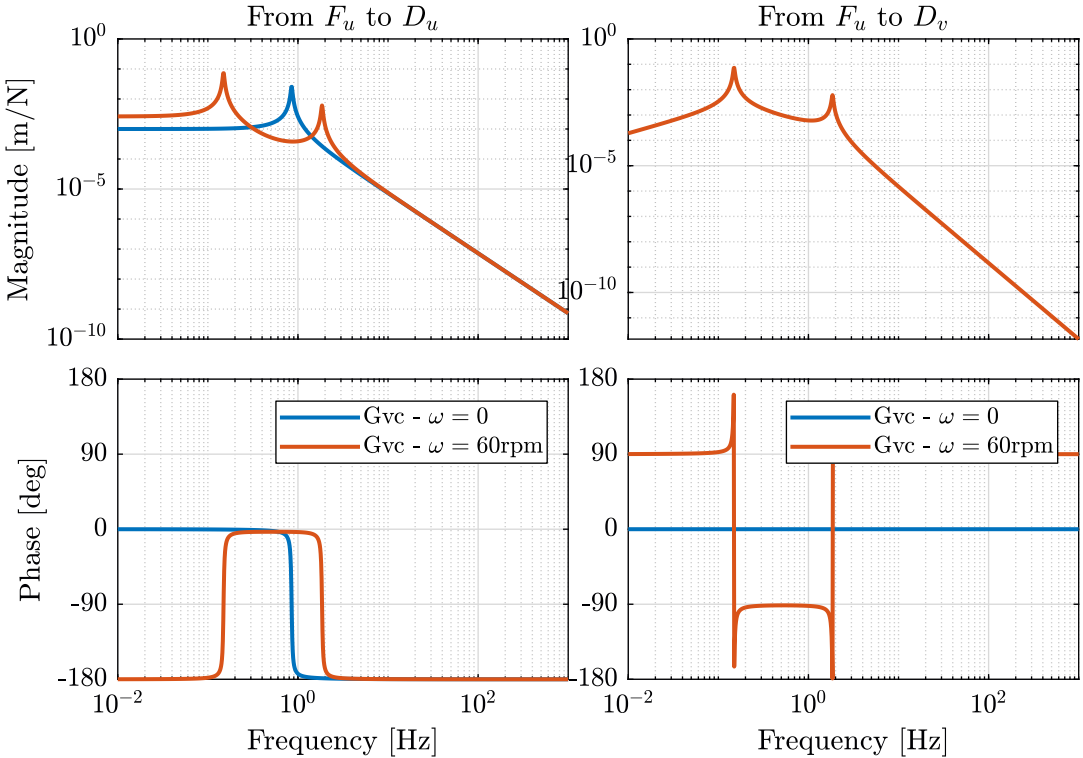 From F_u to D_u
From F_u to D_v
Magnitude [m/N]
10^0
10^-5
10^-10
10^0
10^-5
10^-10
Phase [deg]
180
90
0
-90
-180
Gvc - ω = 0
Gvc - ω = 60rpm
180
90
0
-90
-180
Gvc - ω = 0
Gvc - ω = 60rpm
10^-2
10^0
10^2
10^-2
10^0
10^2
Frequency [Hz]
Frequency [Hz]